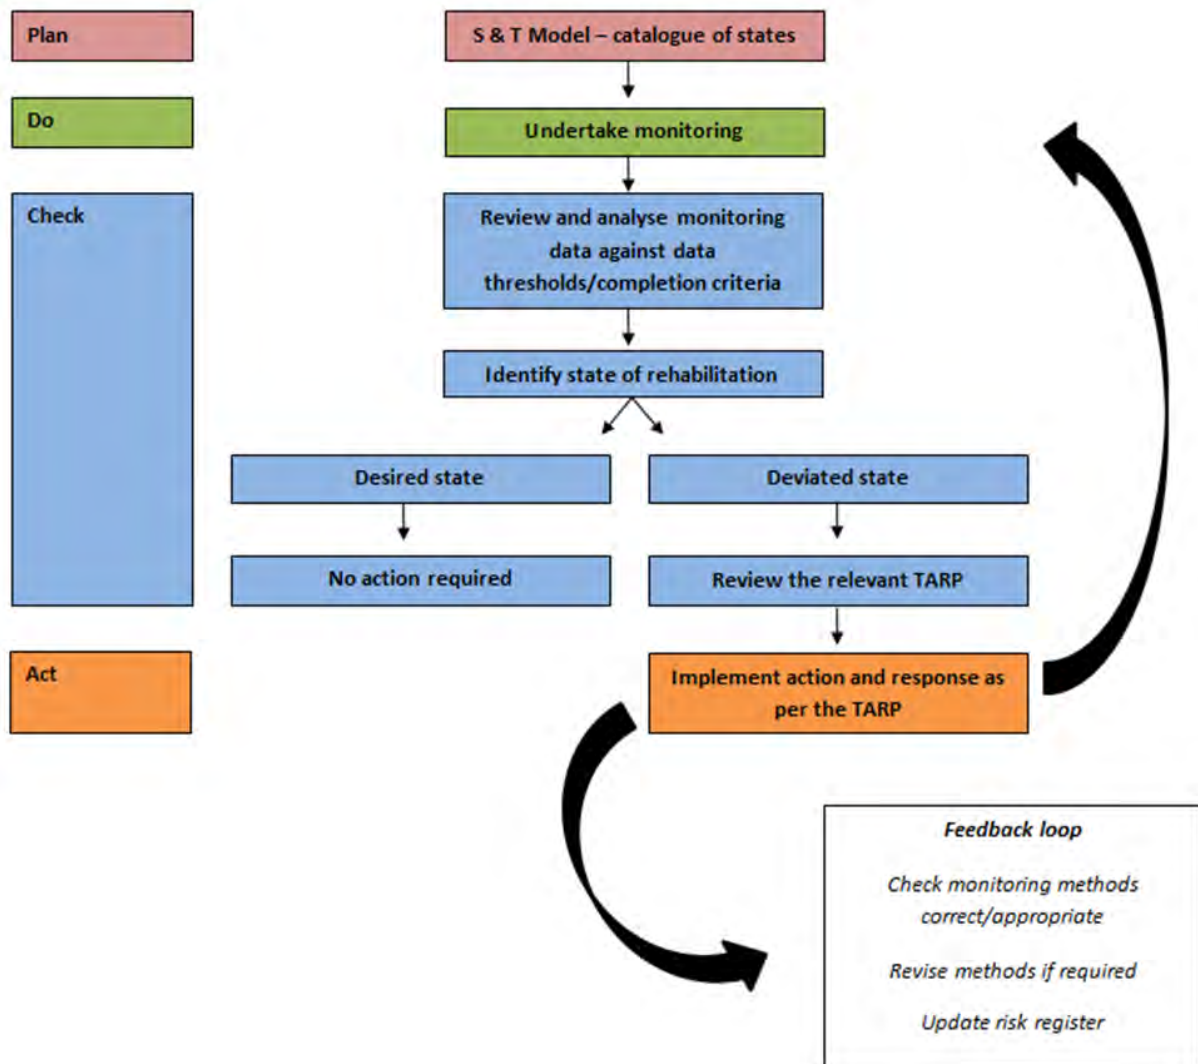 Plan
S & T Model – catalogue of states
Do
Undertake monitoring
Check
Review and analyse monitoring
data against data
thresholds/completion criteria
Identify state of rehabilitation
Desired state
Deviated state
No action required
Review the relevant TARP
Act
Implement action and response as
per the TARP
Feedback loop
Check monitoring methods
correct/appropriate
Revise methods if required
Update risk register